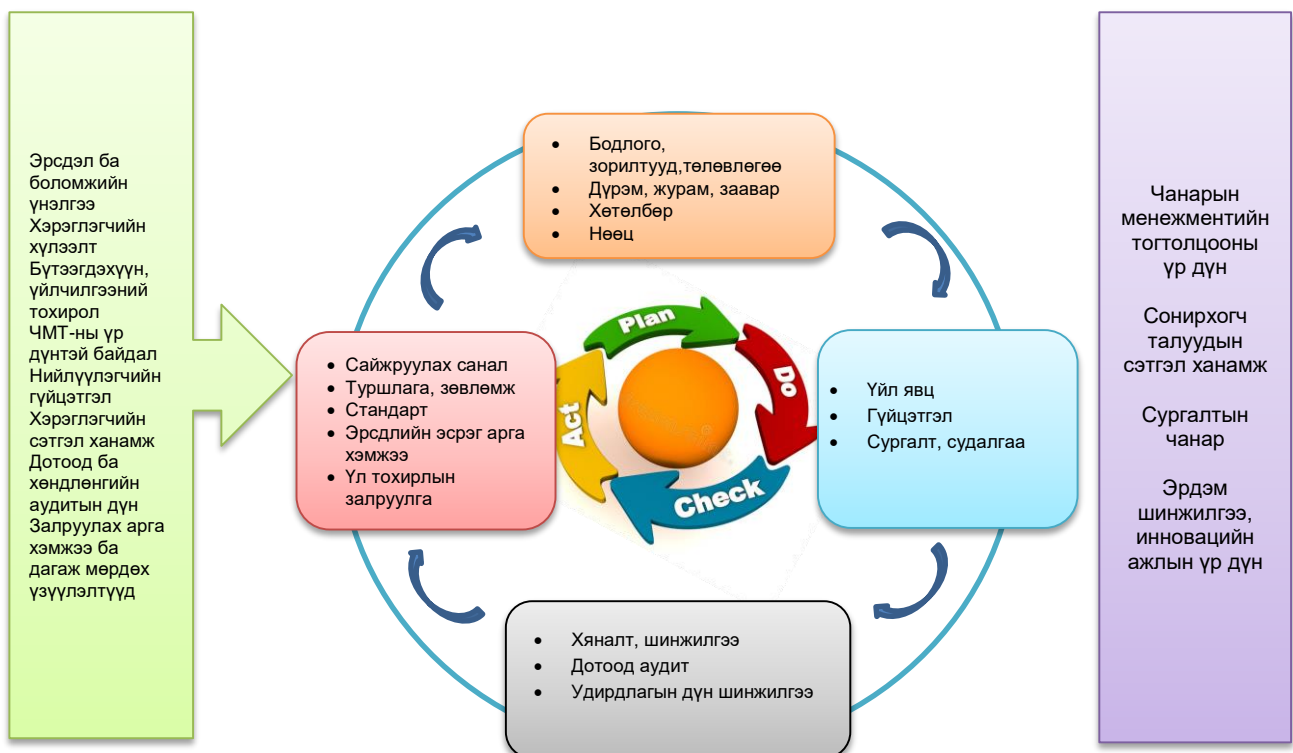 Эрсдэл ба
боломжийн
үнэлгээ
Хэрэглэгчийн
хүлээлт
Бүтээгдэхүүн,
үйлчилгээний
тохирол
ЧМТ-ны үр
дүнтэй байдал
Нийлүүлэгчийн
гүйцэтгэл
Хэрэглэгчийн
сэтгэл ханамж
Дотоод ба
хөндлөнгийн
аудитын дүн
Залруулах арга
хэмжээ ба
дагаж мөрдөх
үзүүлэлтүүд
• Бодлого,
зорилтууд,төлөвлөгөө
• Дүрэм, журам, заавар
• Хөтөлбөр
• Нөөц
• Сайжруулах санал
• Туршлага, зөвлөмж
• Стандарт
• Эрсдлийн эсрэг арга
хэмжээ
• Үл тохирлын
залруулга
Plan
Do
Check
Act
• Үйл явц
• Гүйцэтгэл
• Сургалт, судалгаа
• Хяналт, шинжилгээ
• Дотоод аудит
• Удирдлагын дүн шинжилгээ
Чанарын
менежментийн
тогтолцооны
үр дүн
Сонирхогч
талуудын
сэтгэл ханамж
Сургалтын
чанар
Эрдэм
шинжилгээ,
инновацийн
ажлын үр дүн